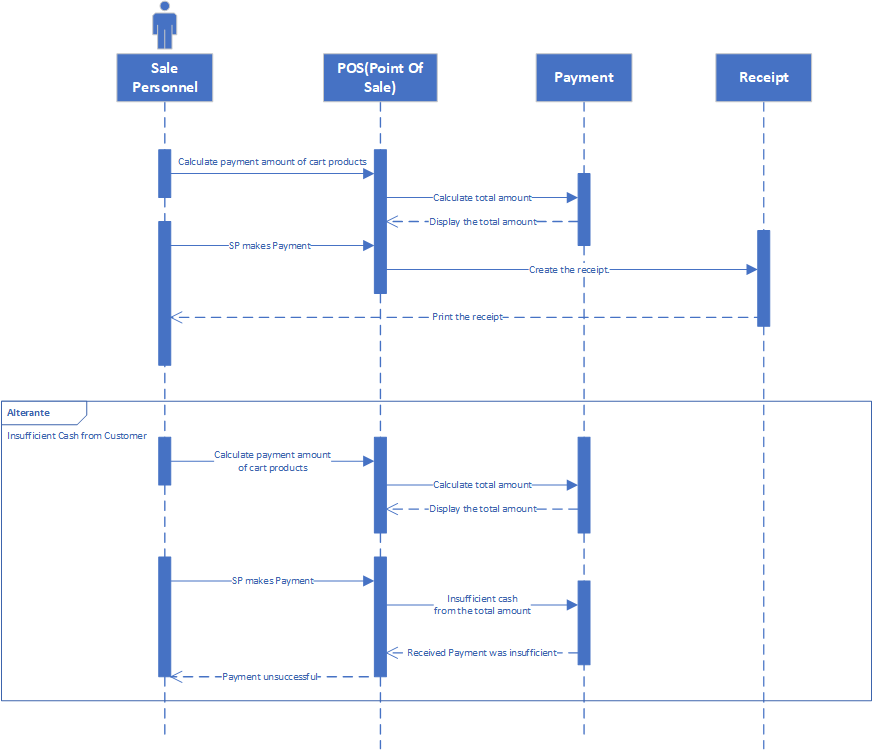 Sale
Personnel
POS(Point Of
Sale)
Payment
Receipt
Calculate payment amount of cart products
Calculate total amount
Display the total amount
SP makes Payment
Create the receipt.
Print the receipt
Alterante
Insufficient Cash from Customer
Calculate payment amount
of cart products
Calculate total amount
Display the total amount
SP makes Payment
Insufficient cash
from the total amount
Received Payment was insufficient
Payment unsuccessful